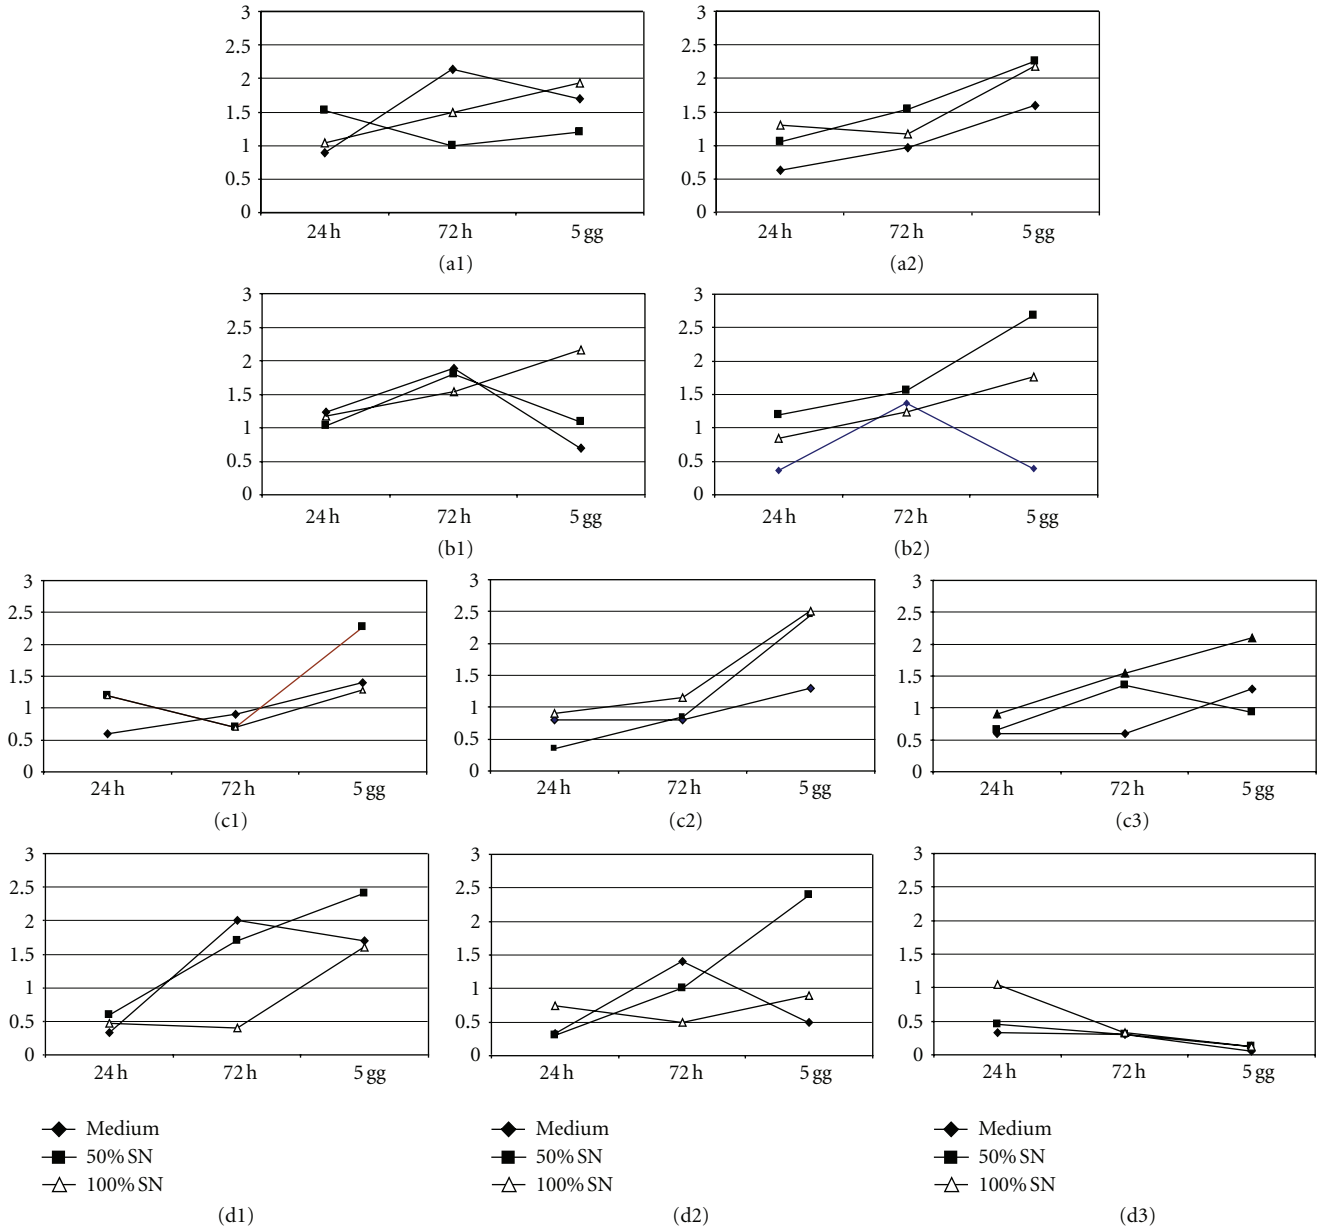 3 3
2.5 2.5
2 2
1.5 1.5
1 1
0.5 0.5
0 0
24 h 72 h 5 gg 24 h 72 h 5 gg
(a1) (a2)
3 3
2.5 2.5
2 2
1.5 1.5
1 1
0.5 0.5
0 0
24 h 72 h 5 gg 24 h 72 h 5 gg
(b1) (b2)
3 3 3
2.5 2.5 2.5
2 2 2
1.5 1.5 1.5
1 1 1
0.5 0.5 0.5
0 0 0
24 h 72 h 5 gg 24 h 72 h 5 gg 24 h 72 h 5 gg
(c1) (c2) (c3)
3 3 3
2.5 2.5 2.5
2 2 2
1.5 1.5 1.5
1 1 1
0.5 0.5 0.5
0 0 0
24 h 72 h 5 gg 24 h 72 h 5 gg 24 h 72 h 5 gg
Medium Medium Medium
50% SN 50% SN 50% SN
100% SN 100% SN 100% SN
(d1) (d2) (d3)